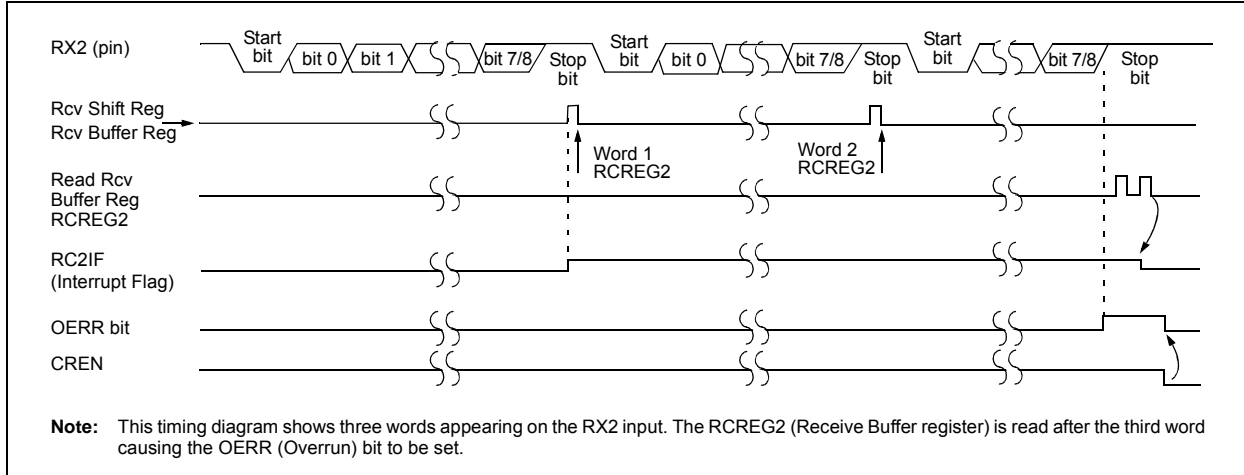 RX2 (pin)
Start bit
bit 0
bit 1
bit 7/8
Stop bit
Start bit
bit 0
bit 7/8
Stop bit
Start bit
bit 7/8
Stop bit
Rcv Shift Reg
Rcv Buffer Reg
Word 1
RCREG2
Word 2
RCREG2
Read Rcv
Buffer Reg
RCREG2
RC2IF
(Interrupt Flag)
OERR bit
CREN
Note: This timing diagram shows three words appearing on the RX2 input. The RCREG2 (Receive Buffer register) is read after the third word
causing the OERR (Overrun) bit to be set.